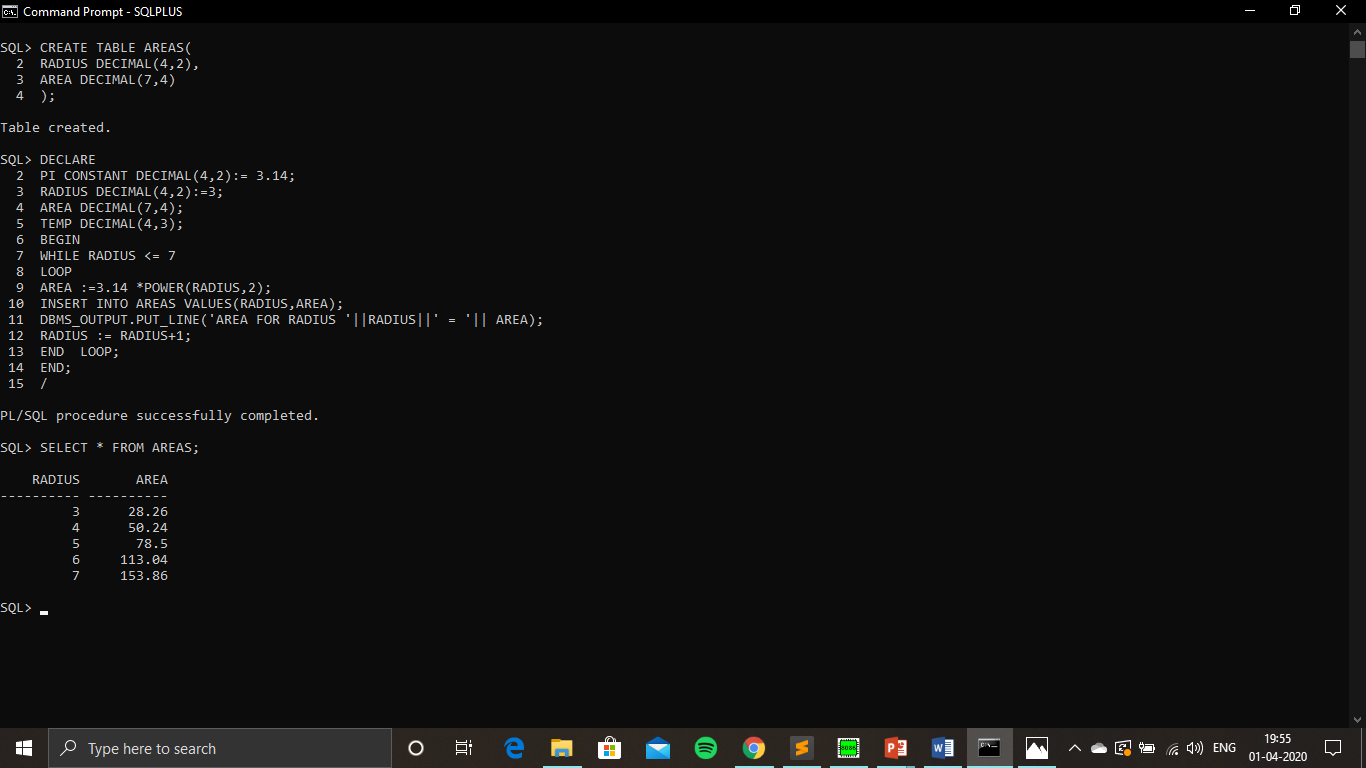 Command Prompt - SQLPLUS
SQL> CREATE TABLE AREAS(
  2  RADIUS DECIMAL(4,2),
  3  AREA DECIMAL(7,4)
  4  );
Table created.
SQL> DECLARE
  2  PI CONSTANT DECIMAL(4,2):= 3.14;
  3  RADIUS DECIMAL(4,2):=3;
  4  AREA DECIMAL(7,4);
  5  TEMP DECIMAL(4,3);
  6  BEGIN
  7  WHILE RADIUS <= 7
  8  LOOP
  9  AREA :=3.14 *POWER(RADIUS,2);
 10  INSERT INTO AREAS VALUES(RADIUS,AREA);
 11  DBMS_OUTPUT.PUT_LINE('AREA FOR RADIUS '||RADIUS||' = '|| AREA);
 12  RADIUS := RADIUS+1;
 13  END  LOOP;
 14  END;
 15  /
PL/SQL procedure successfully completed.
SQL> SELECT * FROM AREAS;
    RADIUS       AREA
---------- ----------
         3      28.26
         4      50.24
         5       78.5
         6     113.04
         7     153.86
SQL> 
Type here to search
ENG
19:55
01-04-2020